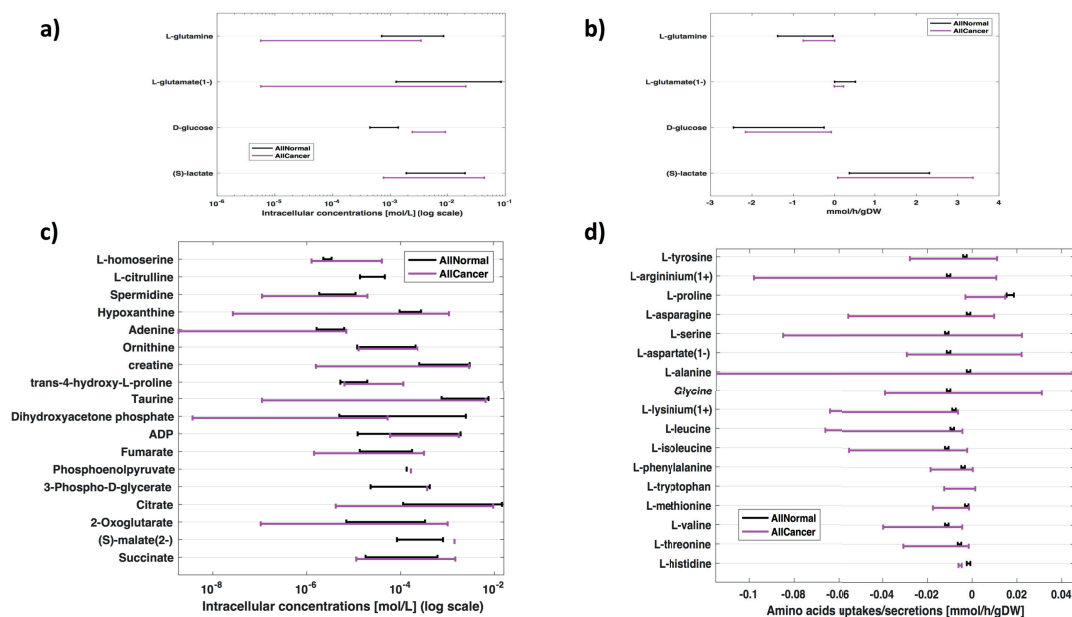 a)
L-glutamine
L-glutamate(1-)
D-glucose
(S)-lactate
AllNormal
AllCancer
10-6 10-5 10-4 10-3 10-2 10-1
Intracellular concentrations [mol/L] (log scale)
b)
L-glutamine
L-glutamate(1-)
D-glucose
(S)-lactate
AllNormal
AllCancer
-3 -2 -1 0 1 2 3 4
mmol/h/gDW
c)
L-homoserine
L-citrulline
Spermidine
Hypoxanthine
Adenine
Ornithine
creatine
trans-4-hydroxy-L-proline
Taurine
Dihydroxyacetone phosphate
ADP
Fumarate
Phosphoenolpyruvate
3-Phospho-D-glycerate
Citrate
2-Oxoglutarate
(S)-malate(2-)
Succinate
AllNormal
AllCancer
10-8 10-6 10-4 10-2
Intracellular concentrations [mol/L] (log scale)
d)
L-tyrosine
L-argininium(1+)
L-proline
L-asparagine
L-serine
L-aspartate(1-)
L-alanine
Glycine
L-lysinium(1+)
L-leucine
L-isoleucine
L-phenylalanine
L-tryptophan
L-methionine
L-valine
L-threonine
L-histidine
AllNormal
AllCancer
-0.1 -0.08 -0.06 -0.04 -0.02 0 0.02 0.04
Amino acids uptakes/secretions [mmol/h/gDW]